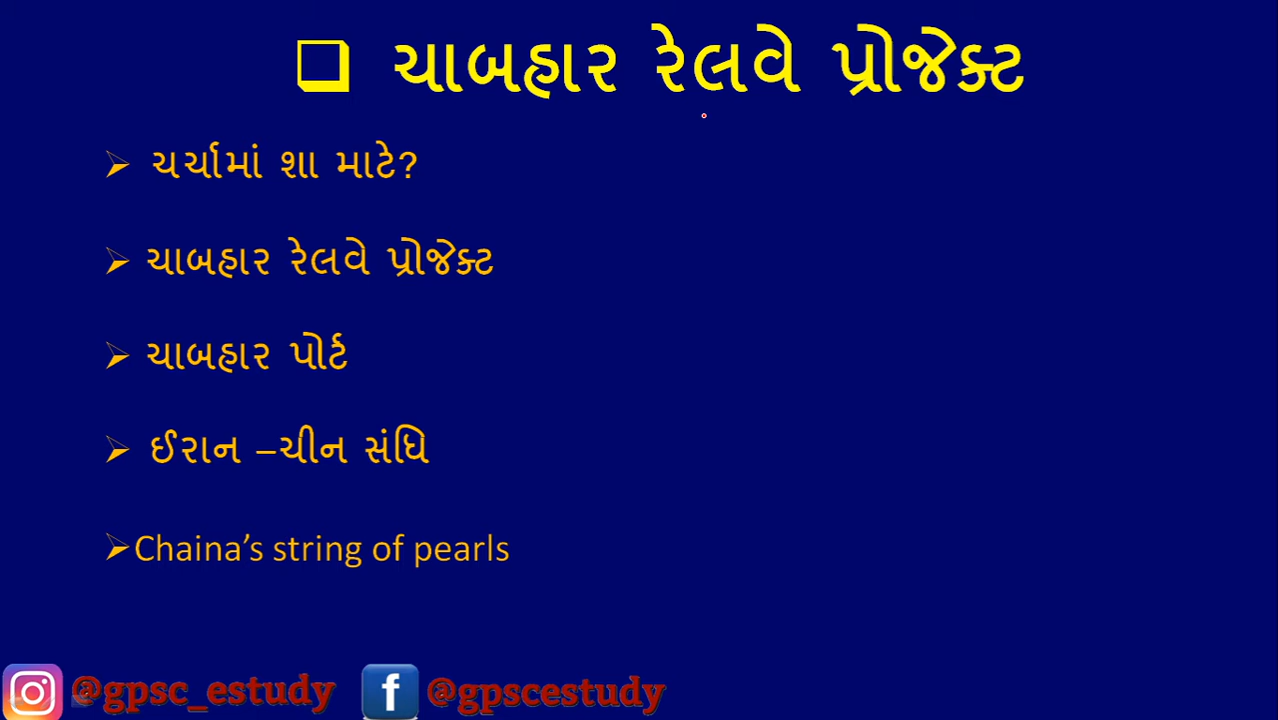 ❑ ચાબહાર રેલવે પ્રોજેક્ટ
➢ ચર્ચામાં શા માટે?
➢ ચાબહાર રેલવે પ્રોજેક્ટ
➢ ચાબહાર પોર્ટ
➢ ઈરાન –ચીન સંધિ
➢Chaina’s string of pearls
@gpsc_estudy f @gpscestudy